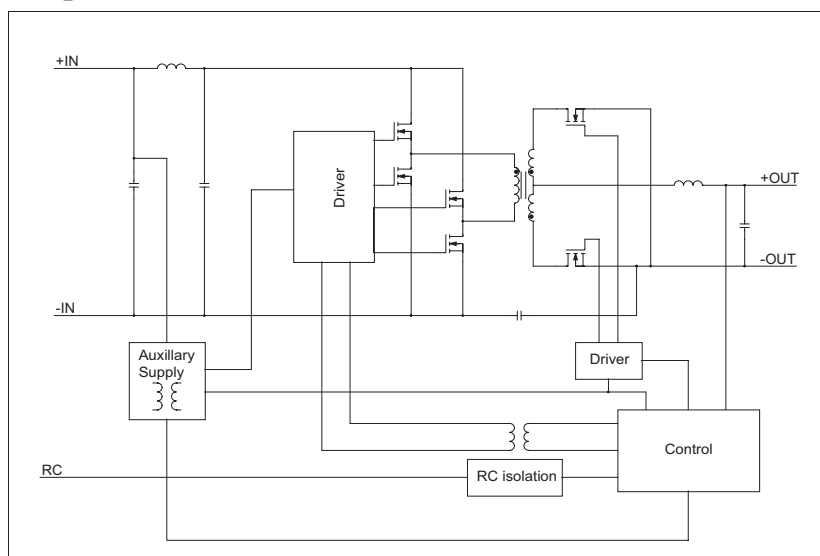 +IN
Driver
+OUT
-OUT
-IN
Auxillary
Supply
Driver
Control
RC
RC isolation